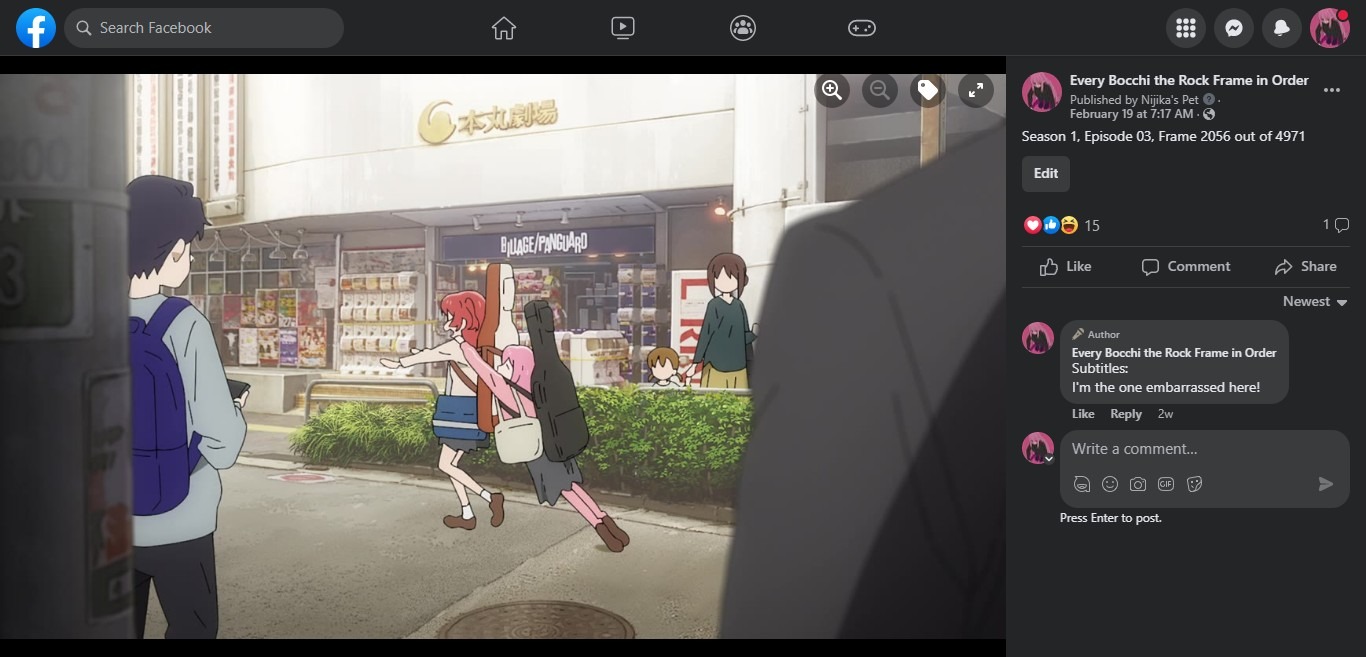 Search Facebook
本丸劇場
BILLAGE/PANGUARD
Every Bocchi the Rock Frame in Order
Published by Nijika's Pet
February 19 at 7:17 AM ·
Season 1, Episode 03, Frame 2056 out of 4971
Edit
15
1
Like
Comment
Share
Newest
Author
Every Bocchi the Rock Frame in Order
Subtitles:
I'm the one embarrassed here!
Like Reply 2w
Write a comment...
GIF
Press Enter to post.